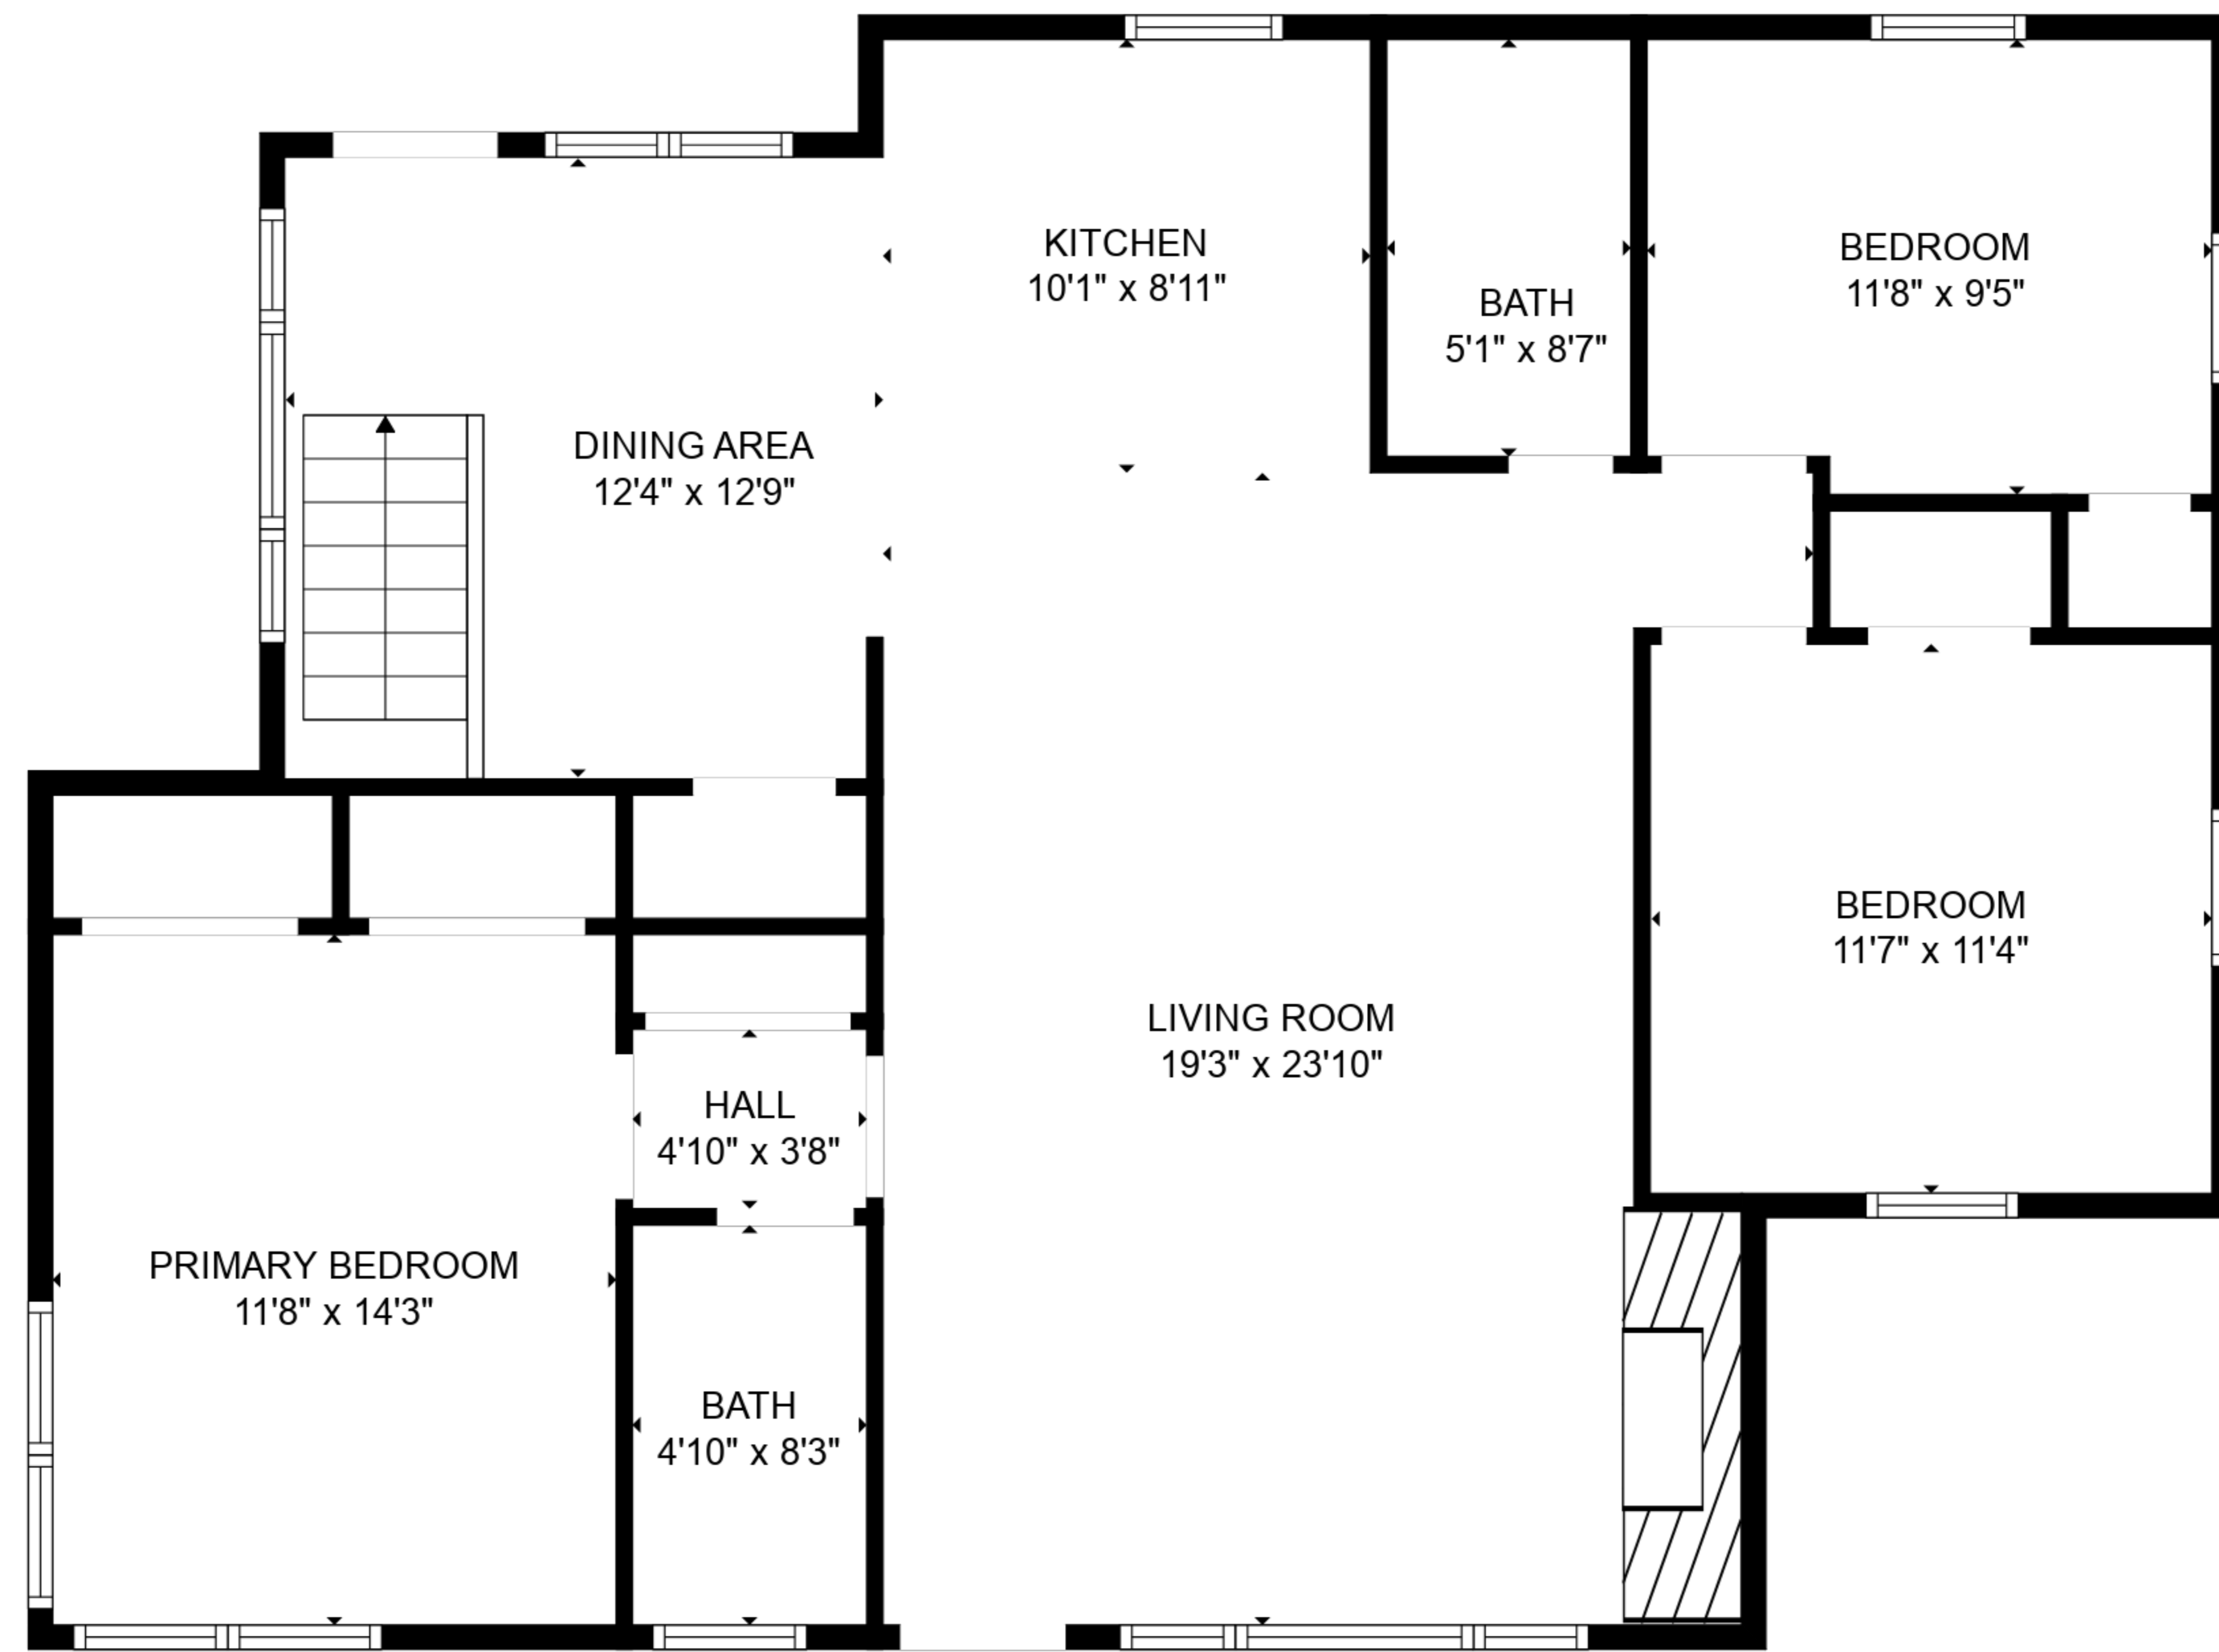 KITCHEN
10'1" x 8'11"
BEDROOM
11'8" x 9'5"
BATH
5'1" x 8'7"
DINING AREA
12'4" x 12'9"
BEDROOM
11'7" x 11'4"
LIVING ROOM
19'3" x 23'10"
HALL
4'10" x 3'8"
PRIMARY BEDROOM
11'8" x 14'3"
BATH
4'10" x 8'3"